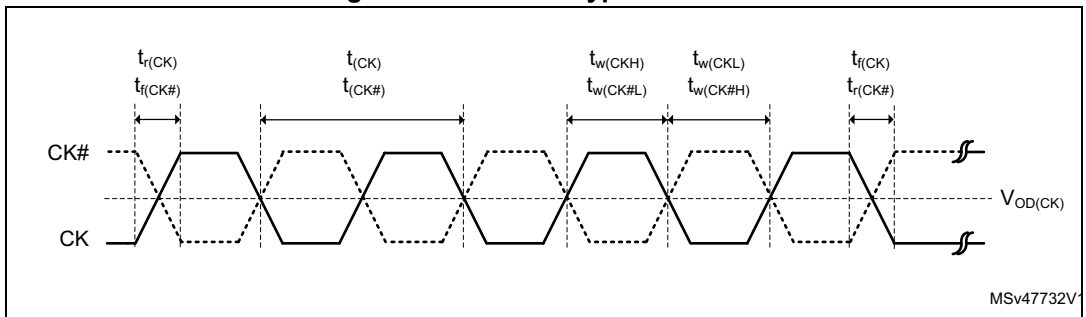 tr(CK) t(CK) tw(CKH) tw(CKL) tf(CK)
tf(CK#) t(CK#) tw(CK#L) tw(CK#H) tr(CK#)
CK#
VOD(CK)
CK
MSv47732V1